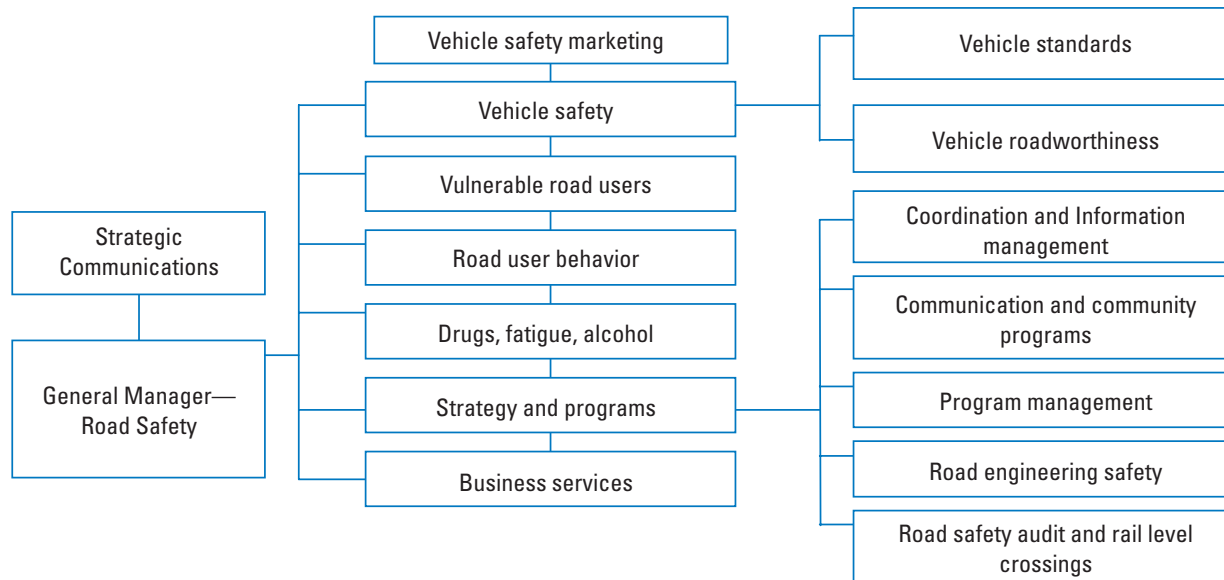 Strategic
Communications
General Manager—
Road Safety
Vehicle safety marketing
Vehicle safety
Vulnerable road users
Road user behavior
Drugs, fatigue, alcohol
Strategy and programs
Business services
Vehicle standards
Vehicle roadworthiness
Coordination and Information
management
Communication and community
programs
Program management
Road engineering safety
Road safety audit and rail level
crossings